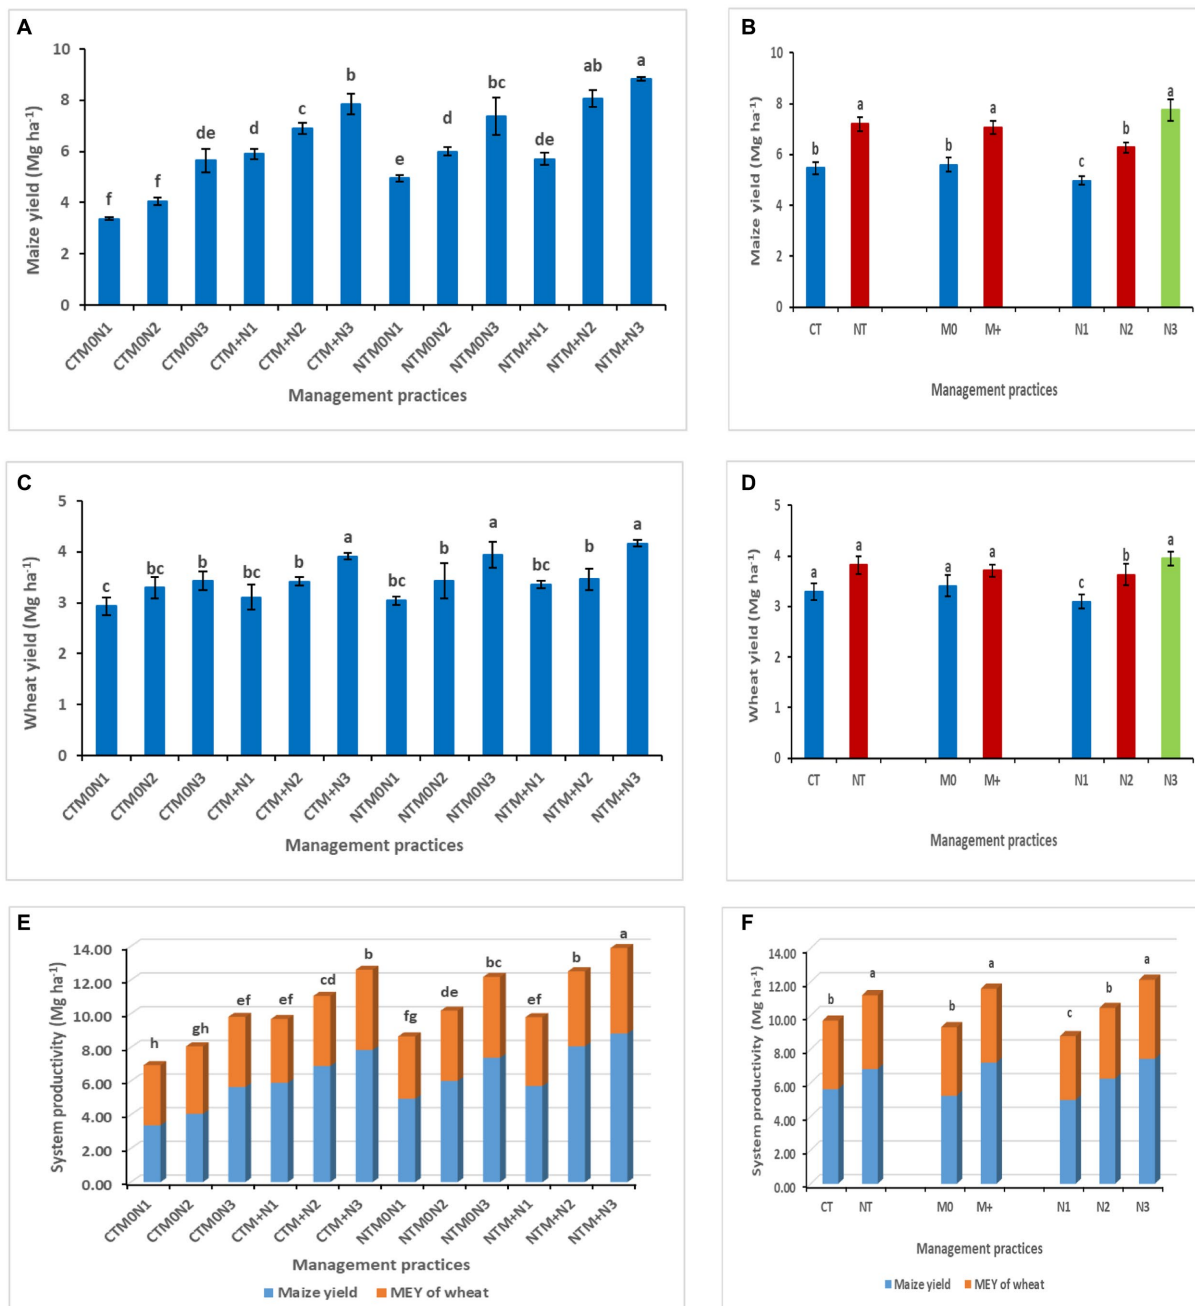 A
Maize yield (Mg ha⁻¹)
10
8
6
4
2
0
f
f
de
d
c
b
e
d
bc
de
ab
a
CTM0N1
CTM0N2
CTM0N3
CTM+N1
CTM+N2
CTM+N3
NTM0N1
NTM0N2
NTM0N3
NTM+N1
NTM+N2
NTM+N3
Management practices
B
Maize yield (Mg ha⁻¹)
10
8
6
4
2
0
b
a
b
a
c
b
a
CT
NT
M0
M+
N1
N2
N3
Management practices
C
Wheat yield (Mg ha⁻¹)
5
4
3
2
1
0
c
bc
b
bc
b
a
bc
b
a
bc
b
a
CTM0N1
CTM0N2
CTM0N3
CTM+N1
CTM+N2
CTM+N3
NTM0N1
NTM0N2
NTM0N3
NTM+N1
NTM+N2
NTM+N3
Management practices
D
Wheat yield (Mg ha⁻¹)
5
4
3
2
1
0
a
a
a
a
c
b
a
CT
NT
M0
M+
N1
N2
N3
Management practices
E
System productivity (Mg ha⁻¹)
14.00
12.00
10.00
8.00
6.00
4.00
2.00
0.00
h
gh
ef
ef
cd
b
fg
de
bc
ef
b
a
CTM0N1
CTM0N2
CTM0N3
CTM+N1
CTM+N2
CTM+N3
NTM0N1
NTM0N2
NTM0N3
NTM+N1
NTM+N2
NTM+N3
Management practices
Maize yield
MEY of wheat
F
System productivity (Mg ha⁻¹)
14.00
12.00
10.00
8.00
6.00
4.00
2.00
0.00
b
a
b
a
c
b
a
CT
NT
M0
M+
N1
N2
N3
Management practices
Maize yield
MEY of wheat